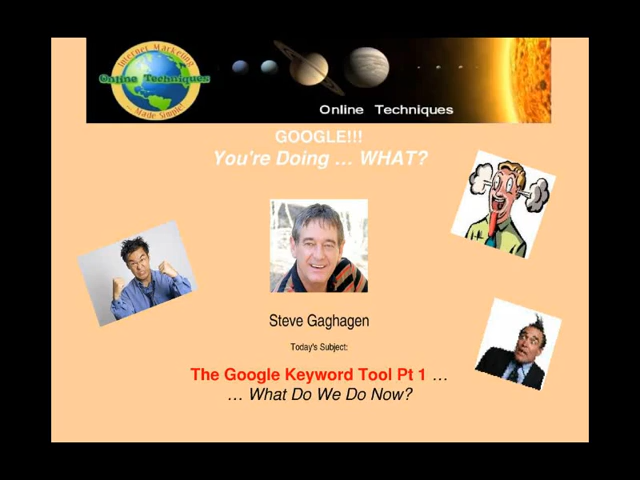 Internet Marketing
Online Techniques
Made Simple!
Online Techniques
GOOGLE!!!
You're Doing … WHAT?
Steve Gaghagen
Today's Subject:
The Google Keyword Tool Pt 1 …
… What Do We Do Now?